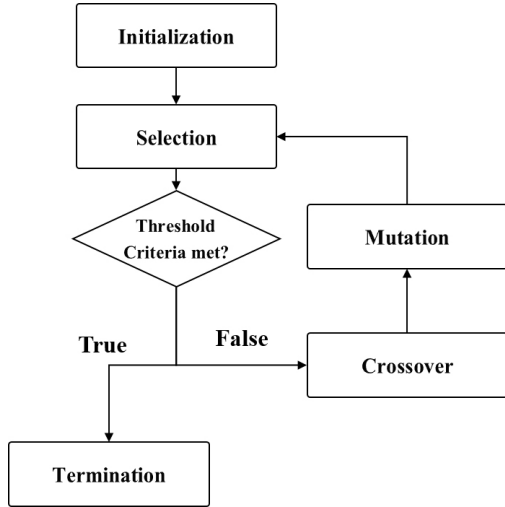 Initialization
Selection
Threshold
Criteria met?
Mutation
True
False
Crossover
Termination